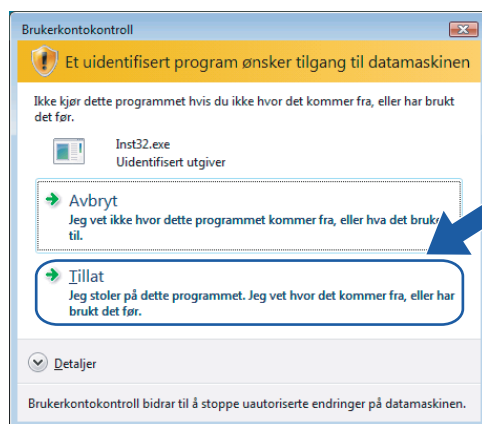 Brukerkontokontroll
Et uidentifisert program ønsker tilgang til datamaskinen
Ikke kjør dette programmet hvis du ikke hvor det kommer fra, eller har brukt
det før.
Inst32.exe
Uidentifisert utgiver
Avbryt
Jeg vet ikke hvor dette programmet kommer fra, eller hva det
til.
Tillat
Jeg stoler på dette programmet. Jeg vet hvor det kommer fra, eller har
brukt det før.
Detaljer
Brukerkontokontroll bidrar til å stoppe uautoriserte endringer på datamaskinen.